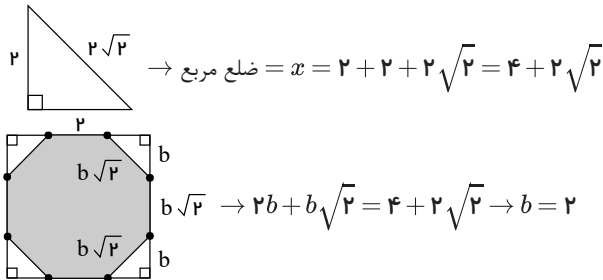 ۲
۲√۲
→ ضلع مربع = x = ۲ + ۲ + ۲√۲ = ۴ + ۲√۲
۲
b
b√۲
b√۲ → ۲b + b√۲ = ۴ + ۲√۲ → b = ۲
b√۲
b